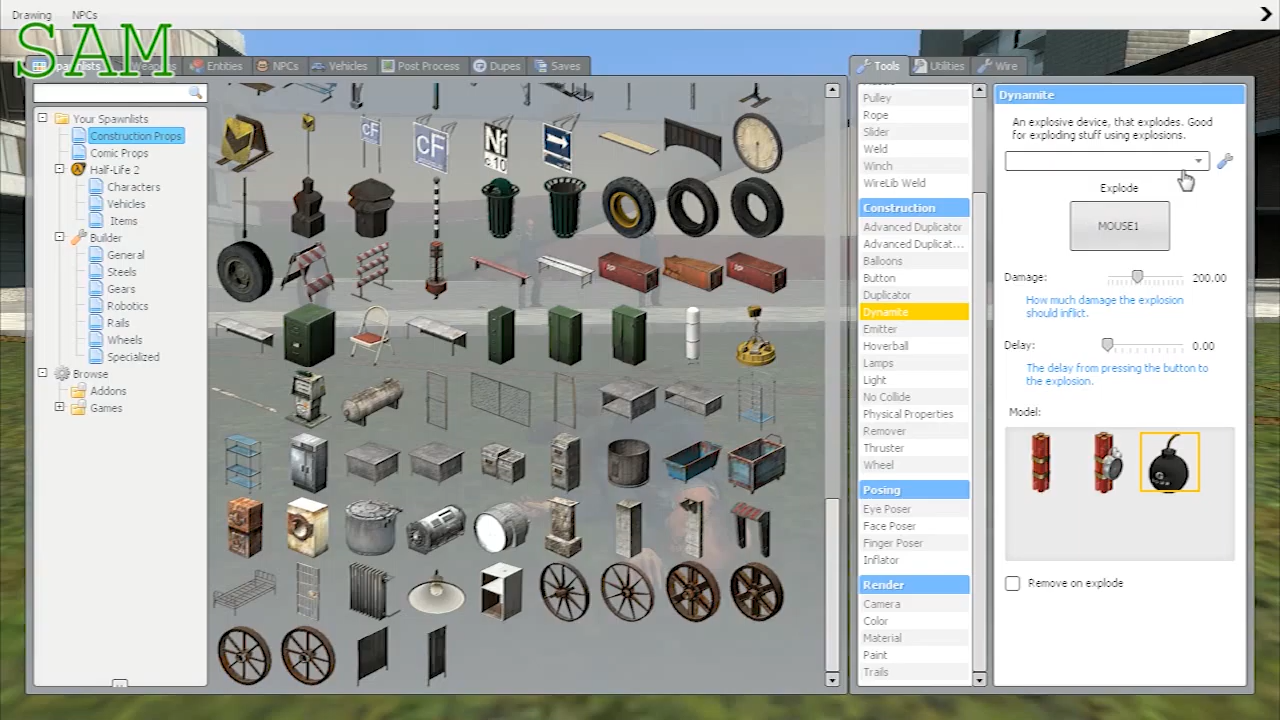 Drawing NPCs
SAM
Spawnlists Weapons Entities NPCs Vehicles Post Process Dupes Saves
Tools Utilities Wire
Your Spawnlists
Construction Props
Comic Props
Half-Life 2
Characters
Vehicles
Items
Builder
General
Steels
Gears
Robotics
Rails
Wheels
Specialized
Browse
Addons
Games
CF
CF
Nf
c 10
Pulley
Rope
Slider
Weld
Winch
WireLib Weld
Construction
Advanced Duplicator
Advanced Duplicat...
Balloons
Button
Duplicator
Dynamite
Emitter
Hoverball
Lamps
Light
No Collide
Physical Properties
Remover
Thruster
Wheel
Posing
Eye Poser
Face Poser
Finger Poser
Inflator
Render
Camera
Color
Material
Paint
Trails
Dynamite
An explosive device, that explodes. Good
for exploding stuff using explosions.
Explode
MOUSE1
Damage: 200.00
How much damage the explosion
should inflict.
Delay: 0.00
The delay from pressing the button to
the explosion.
Model:
Remove on explode